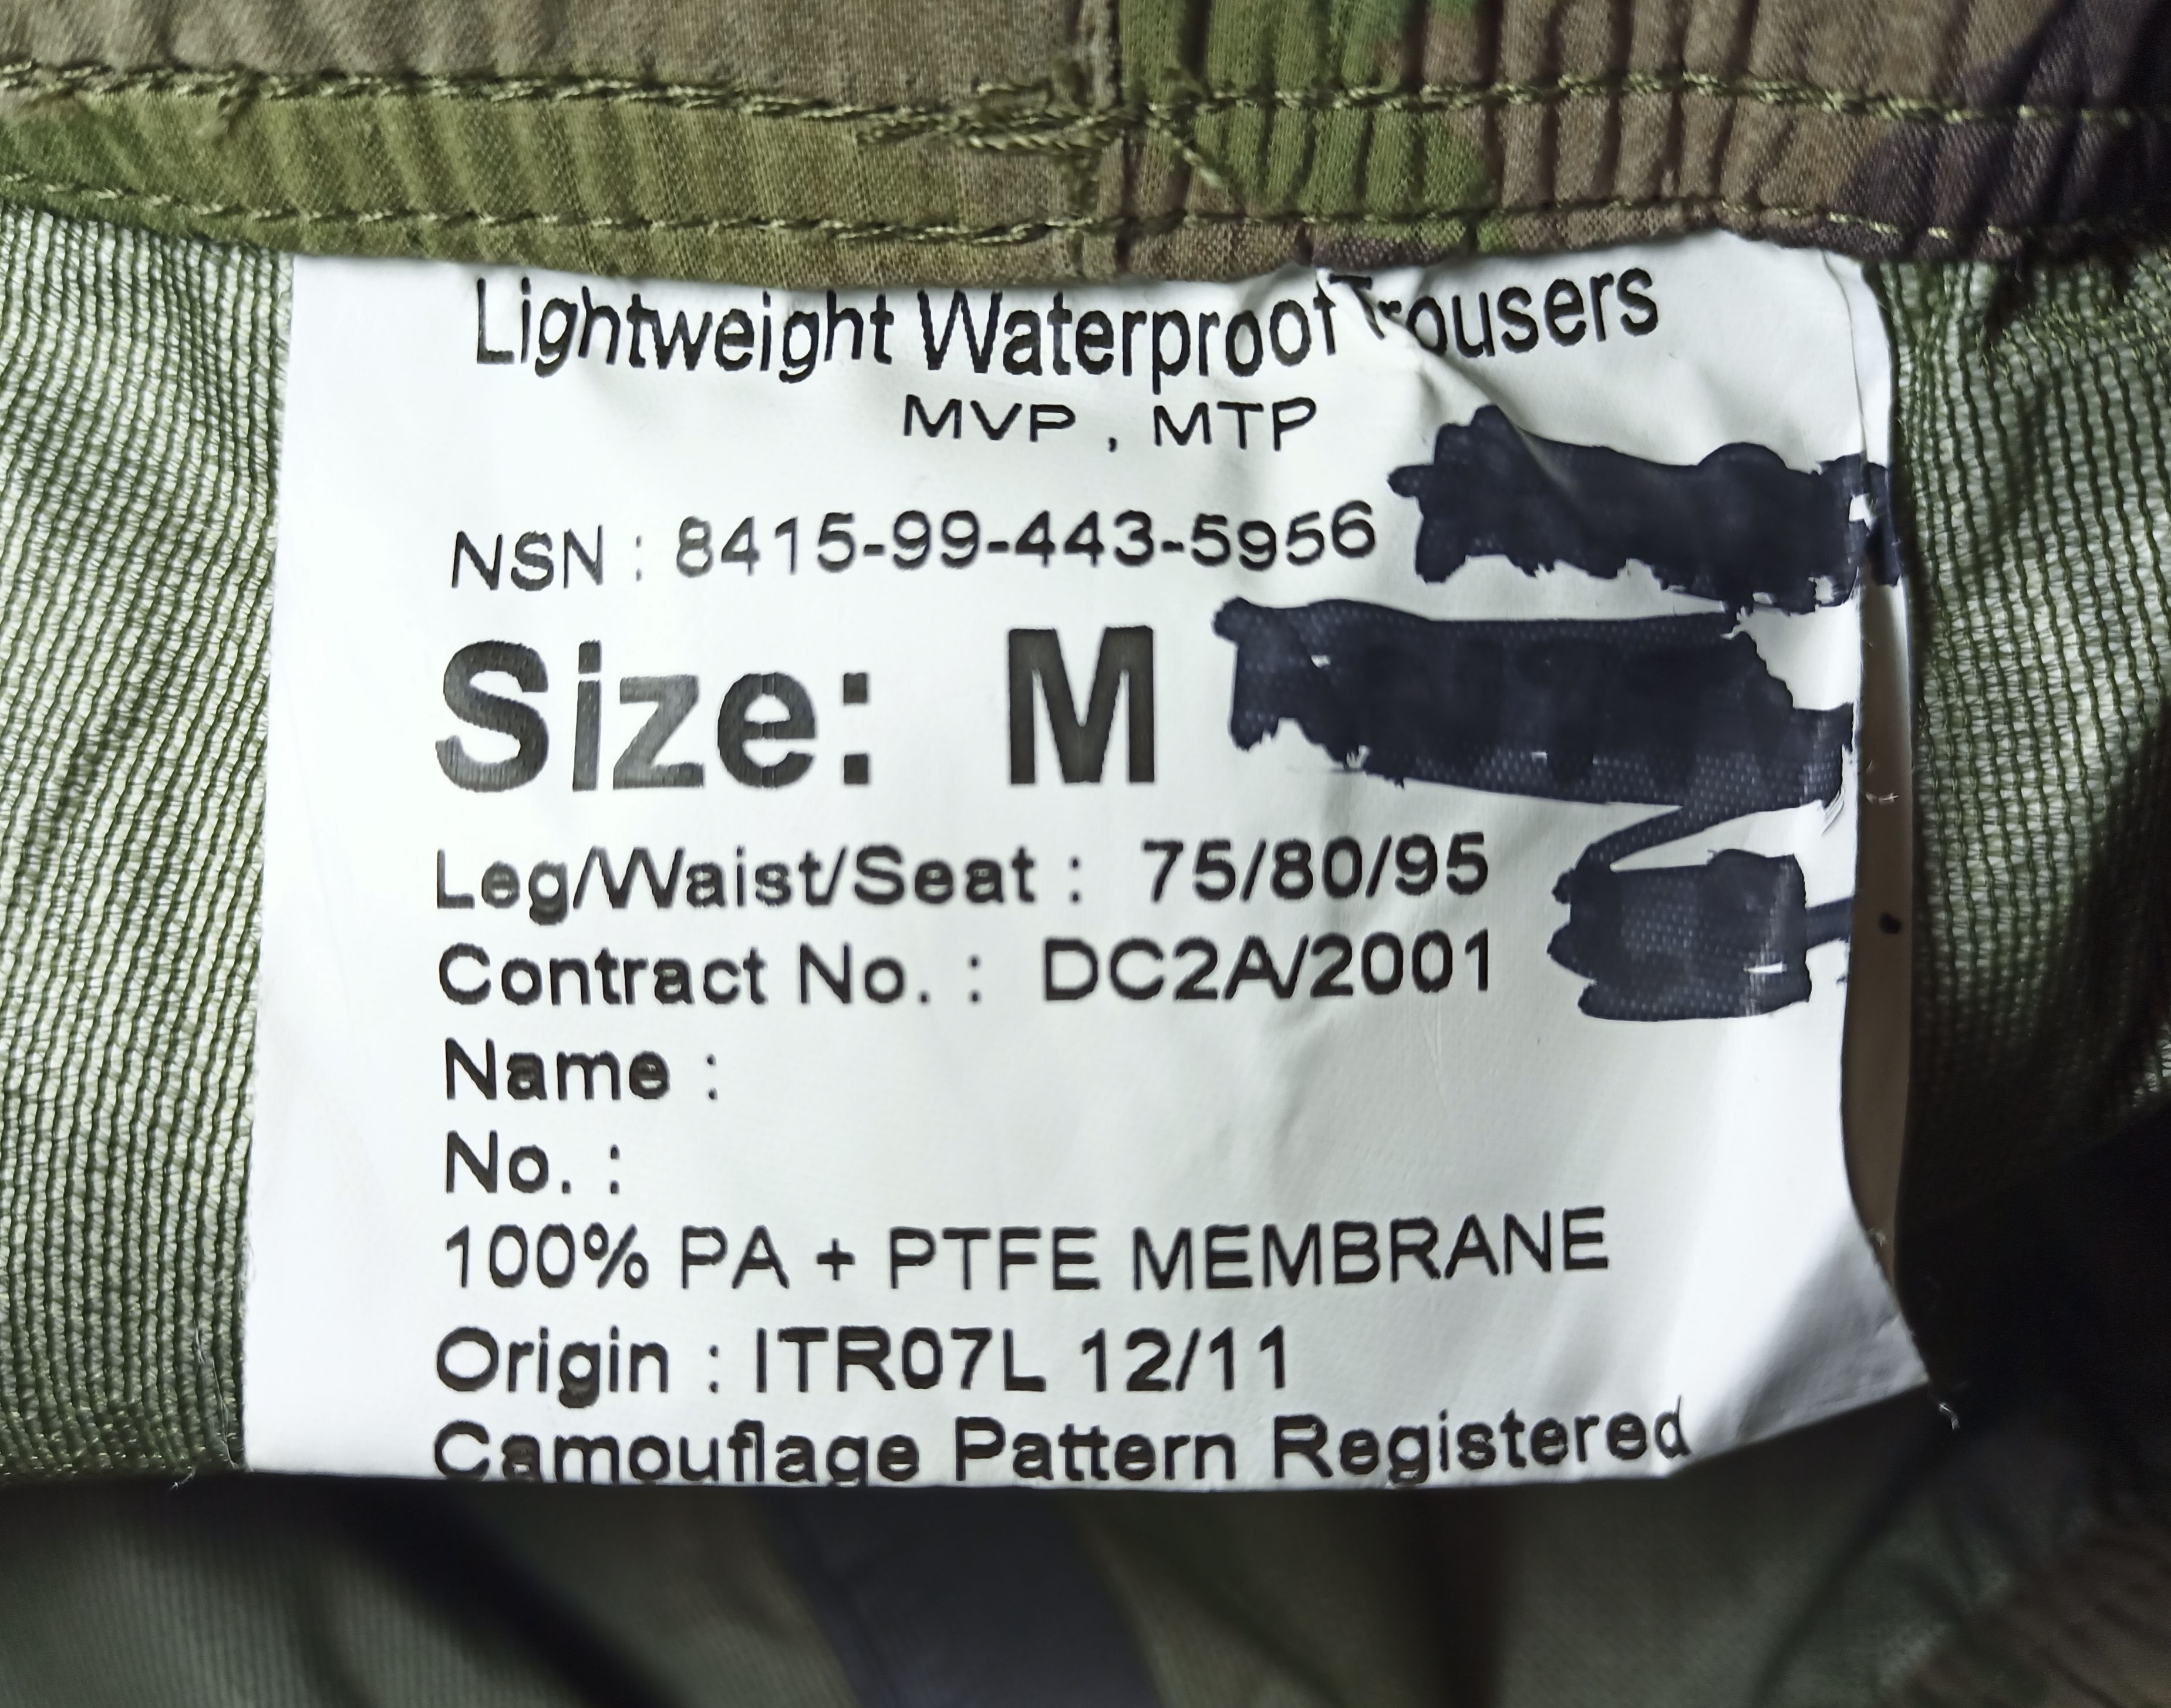 Lightweight Waterproof Trousers
MVP , MTP
NSN : 8415-99-443-5956
Size: M
Leg/Waist/Seat : 75/80/95
Contract No. : DC2A/2001
Name :
No. :
100% PA + PTFE MEMBRANE
Origin : ITR07L 12/11
Camouflage Pattern Registered